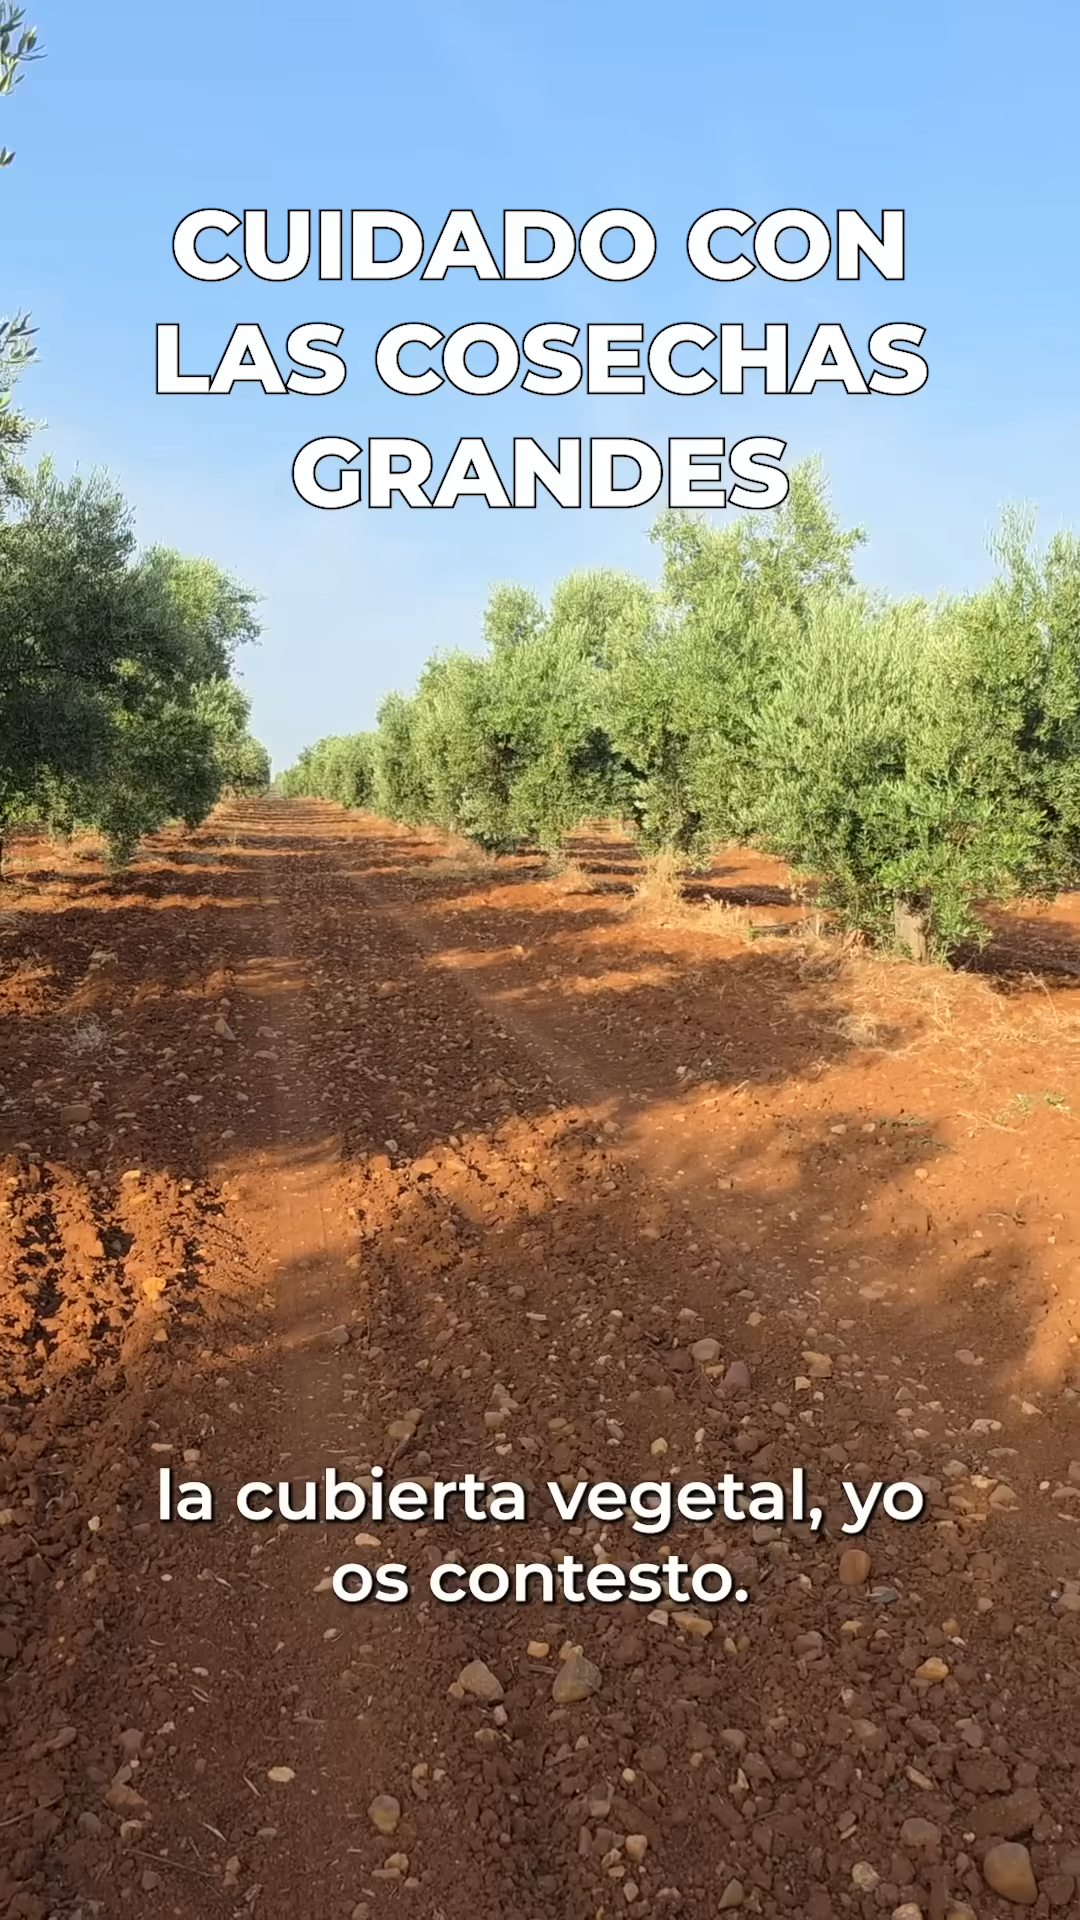 CUIDADO CON
LAS COSECHAS
GRANDES
la cubierta vegetal, yo
os contesto.